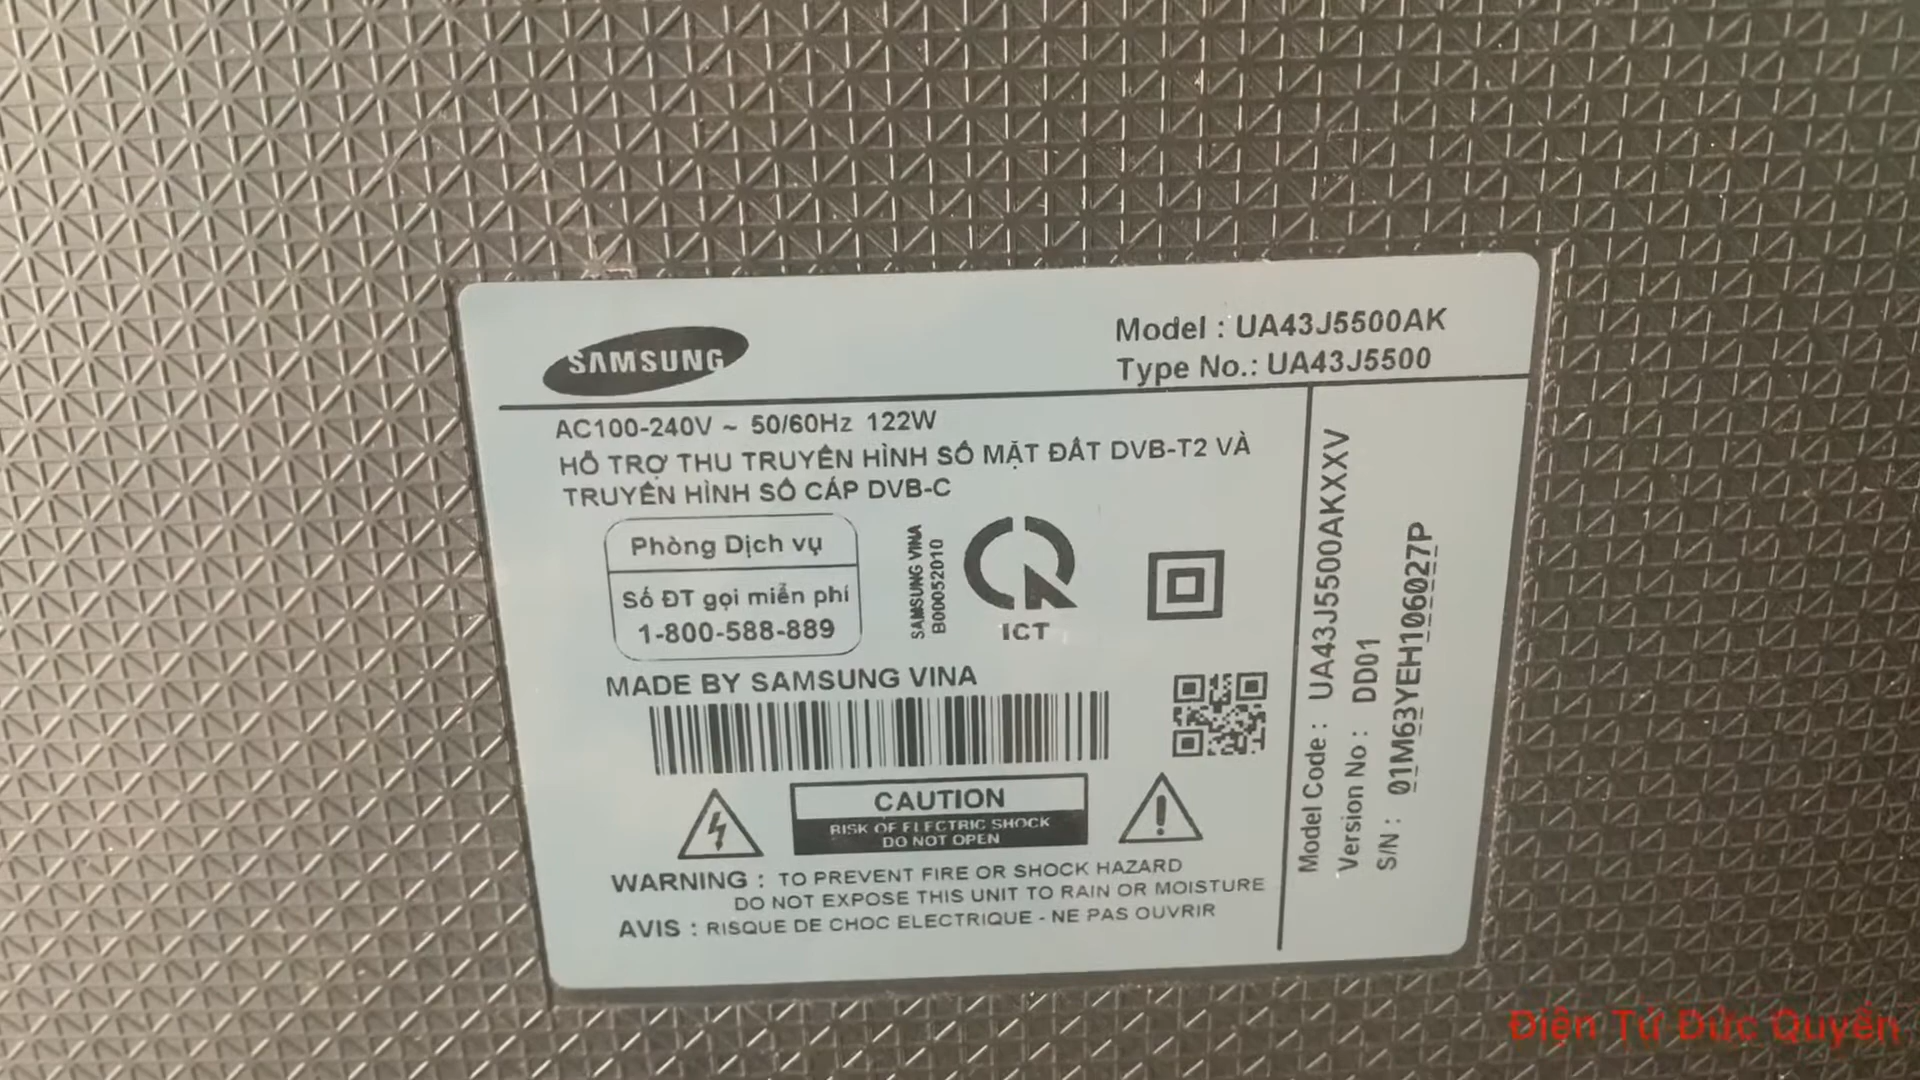 SAMSUNG
Model : UA43J5500AK
Type No.: UA43J5500
AC100-240V ~ 50/60Hz 122W
HỖ TRỢ THU TRUYỀN HÌNH SỐ MẶT ĐẤT DVB-T2 VÀ
TRUYỀN HÌNH SỐ CÁP DVB-C
Phòng Dịch vụ
Số ĐT gọi miễn phí
1-800-588-889
SAMSUNG VINA
B00052010
ICT
MADE BY SAMSUNG VINA
CAUTION
RISK OF ELECTRIC SHOCK
DO NOT OPEN
WARNING : TO PREVENT FIRE OR SHOCK HAZARD
DO NOT EXPOSE THIS UNIT TO RAIN OR MOISTURE
AVIS : RISQUE DE CHOC ELECTRIQUE - NE PAS OUVRIR
Model Code : UA43J5500AKXXV
Version No : DD01
S/N : 01M63YEH106027P
Điện Tử Đức Quyền